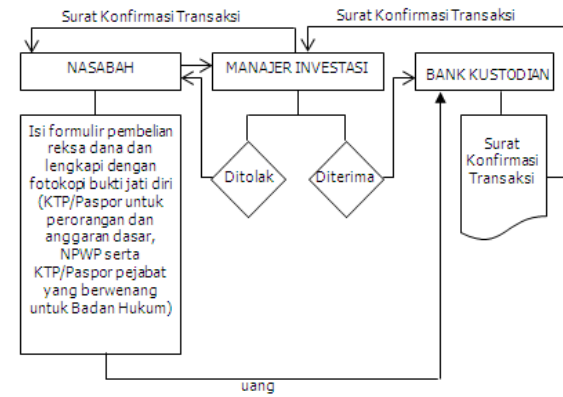 Surat Konfirmasi Transaksi
Surat Konfirmasi Transaksi
NASABAH
MANAJER INVESTASI
BANK KUSTODIAN
Isi formulir pembelian
reksa dana dan
lengkapi dengan
fotokopi bukti jati diri
(KTP/Paspor untuk
perorangan dan
anggaran dasar,
NPWP serta
KTP/Paspor pejabat
yang berwenang
untuk Badan Hukum)
Ditolak
Diterima
Surat
Konfirmasi
Transaksi
uang